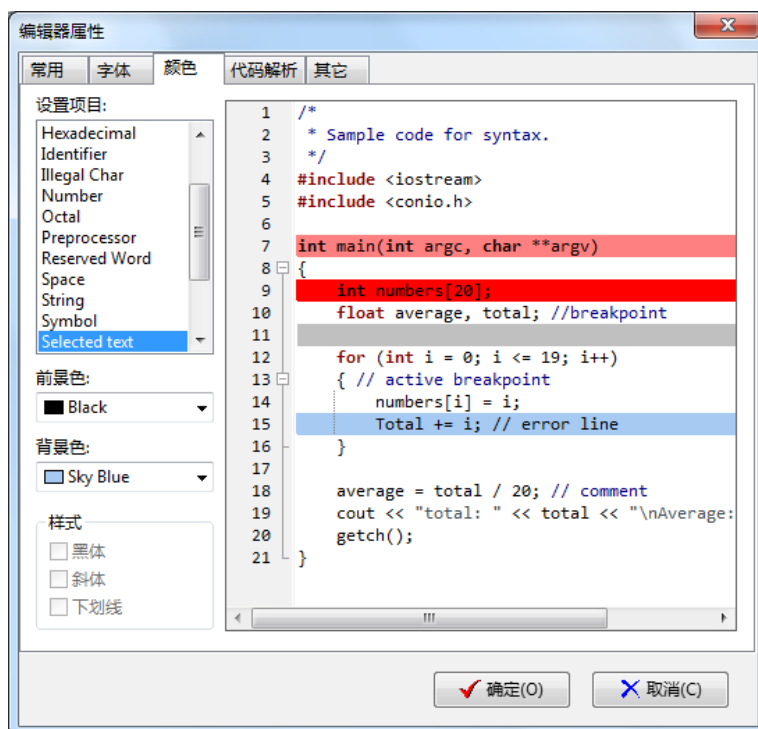 编辑器属性
常用 字体 颜色 代码解析 其它
设置项目:
Hexadecimal
Identifier
Illegal Char
Number
Octal
Preprocessor
Reserved Word
Space
String
Symbol
Selected text
前景色:
Black
背景色:
Sky Blue
样式
黑体
斜体
下划线
1 /*
2 * Sample code for syntax.
3 */
4 #include <iostream>
5 #include <conio.h>
6
7 int main(int argc, char **argv)
8 {
9 int numbers[20];
10 float average, total; //breakpoint
11
12 for (int i = 0; i <= 19; i++)
13 { // active breakpoint
14 numbers[i] = i;
15 Total += i; // error line
16 }
17
18 average = total / 20; // comment
19 cout << "total: " << total << "\nAverage:
20 getch();
21 }
确定(O) 取消(C)